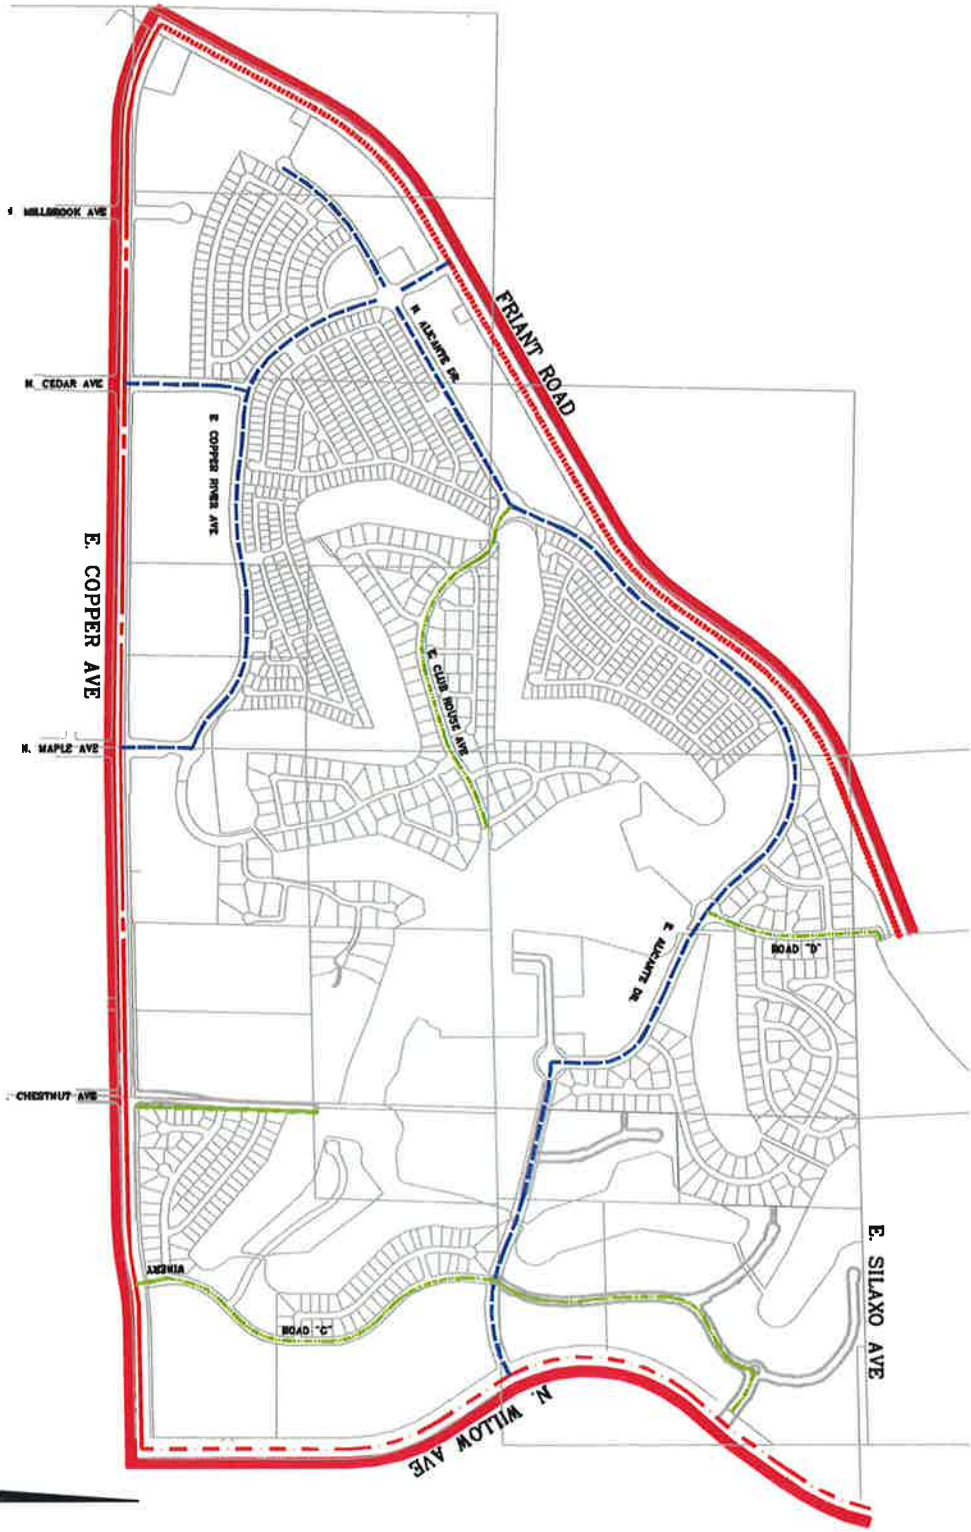 N MILLBROOK AVE
FRIANT ROAD
N. ALICANTE DR.
N. CEDAR AVE
E COPPER RIVER AVE
E. COPPER AVE
E. CLUB HOUSE AVE
N. MAPLE AVE
ROAD "D"
E. ALICANTE DR.
CHESTNUT AVE
E. SILAXO AVE
WINERY
ROAD "C"
N. WILLOW AVE